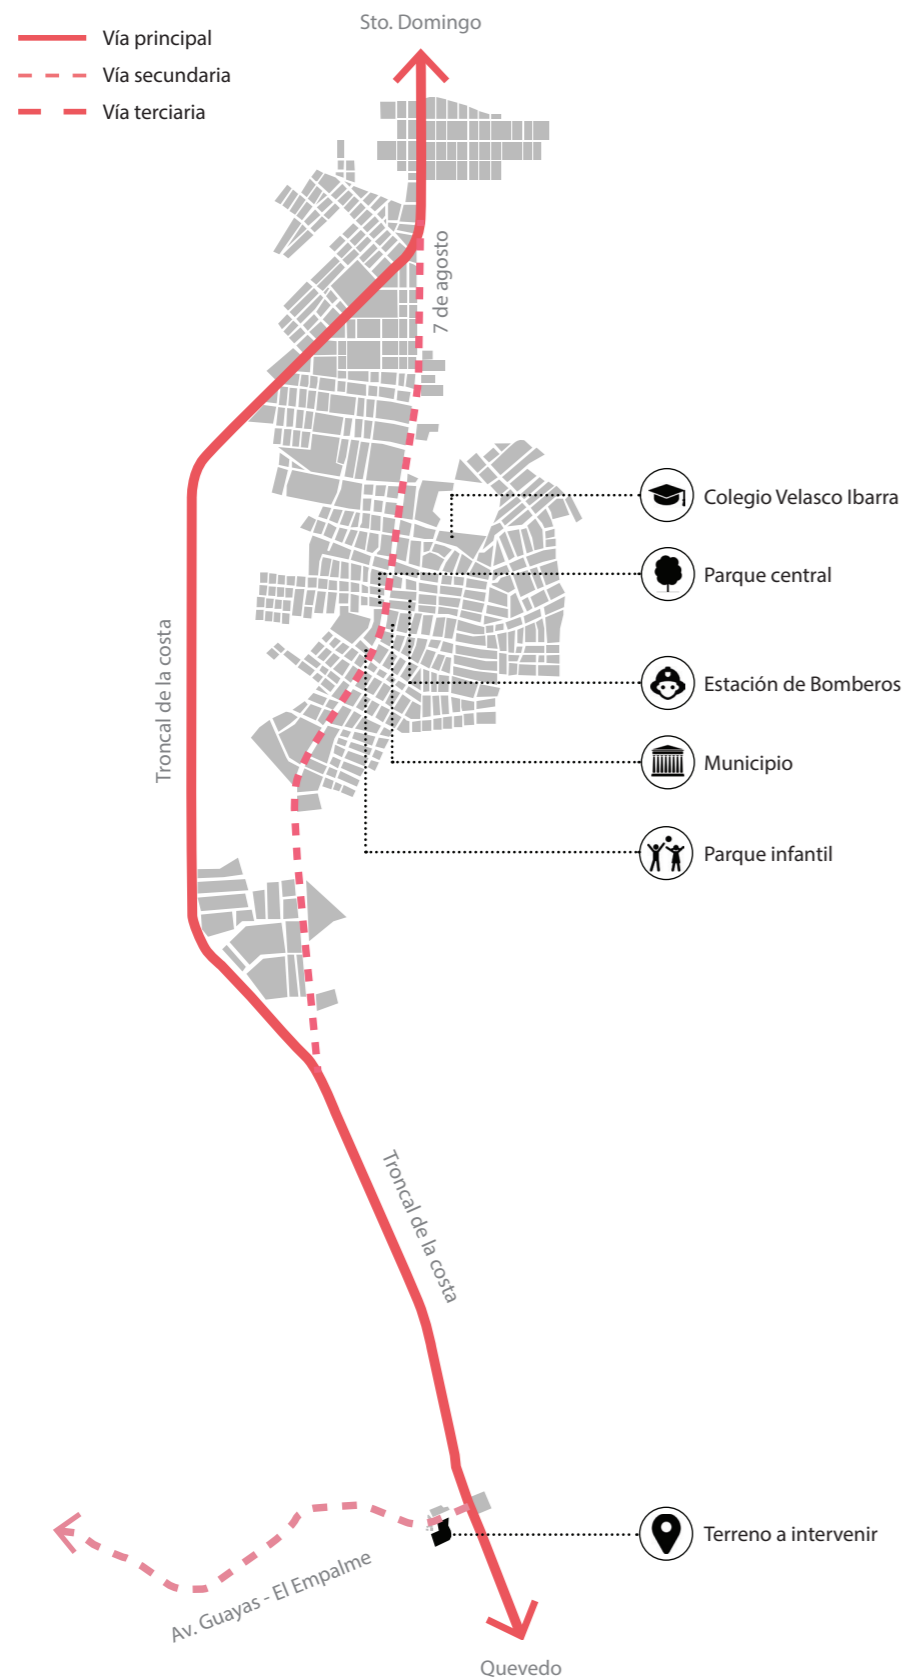 Sto. Domingo
Vía principal
Vía secundaria
Vía terciaria
7 de agosto
Colegio Velasco Ibarra
Parque central
Troncal de la costa
Estación de Bomberos
Municipio
Parque infantil
Troncal de la costa
Terreno a intervenir
Av. Guayas - El Empalme
Quevedo